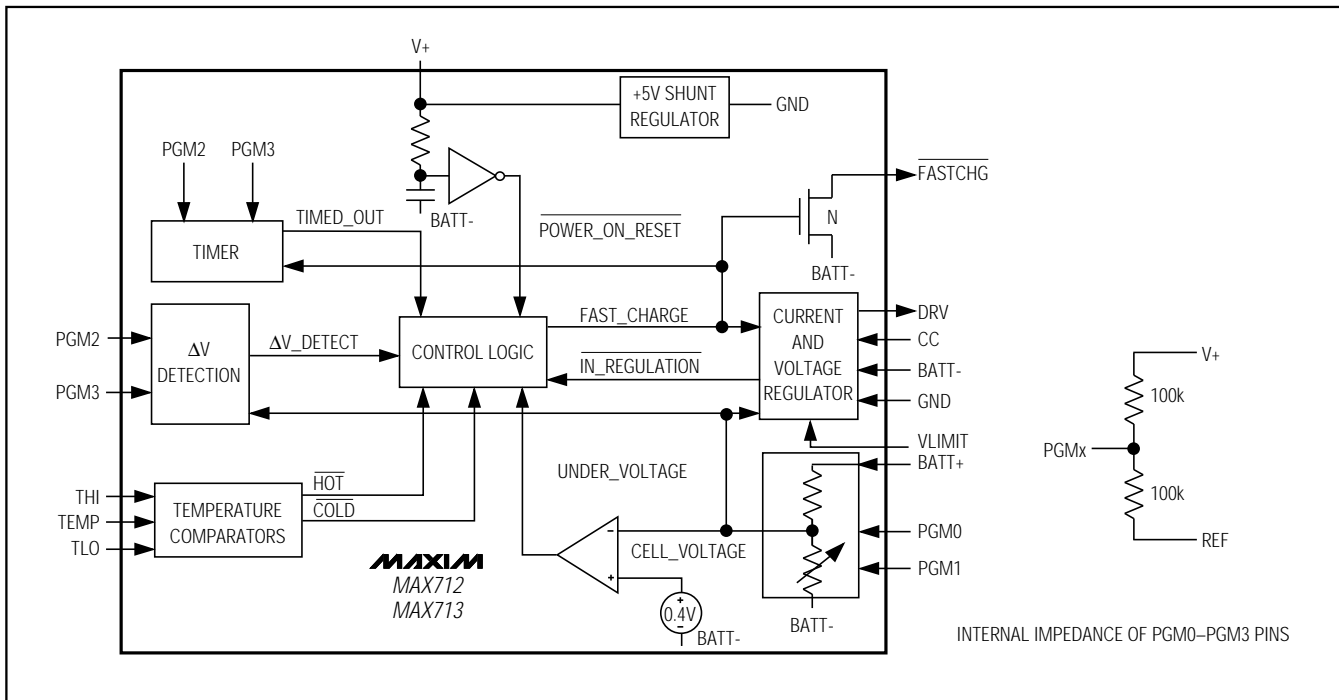 V+
+5V SHUNT
REGULATOR
GND
PGM2
PGM3
FASTCHG
N
BATT-
TIMED_OUT
POWER_ON_RESET
TIMER
BATT-
DRV
FAST_CHARGE
CURRENT
AND
VOLTAGE
REGULATOR
CC
PGM2
ΔV
DETECTION
ΔV_DETECT
CONTROL LOGIC
IN_REGULATION
BATT-
PGM3
GND
VLIMIT
V+
100k
PGMx
100k
REF
UNDER_VOLTAGE
BATT+
THI
TEMP
TLO
TEMPERATURE
COMPARATORS
HOT
COLD
-
CELL_VOLTAGE
+
PGM0
PGM1
MAXIM
MAX712
MAX713
+
0.4V
-
BATT-
BATT-
INTERNAL IMPEDANCE OF PGM0–PGM3 PINS